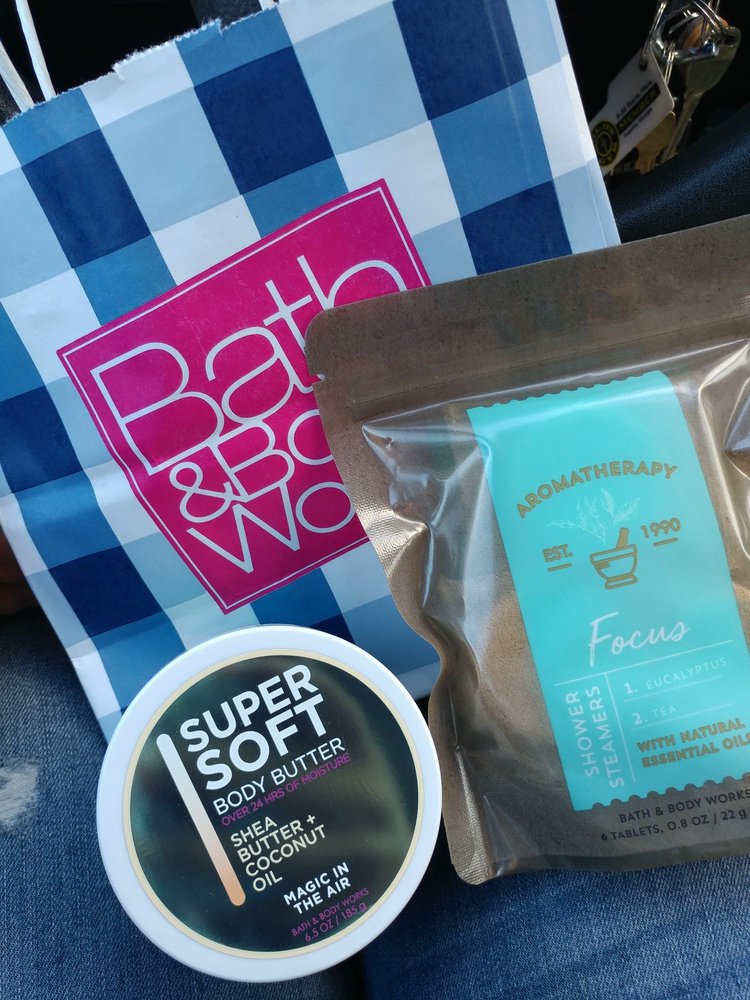 Bath
& Bo
Wo
AROMATHERAPY
EST. 1990
Focus
SHOWER
STEAMERS
1. EUCALYPTUS
2. TEA
WITH NATURAL
ESSENTIAL OILS
BATH & BODY WORKS
6 TABLETS, 0.8 OZ / 22 g
SUPER
SOFT
BODY BUTTER
OVER 24 HRS OF MOISTURE
SHEA
BUTTER +
COCONUT
OIL
MAGIC IN
THE AIR
BATH & BODY WORKS
6.5 OZ / 185 g
MEMBER